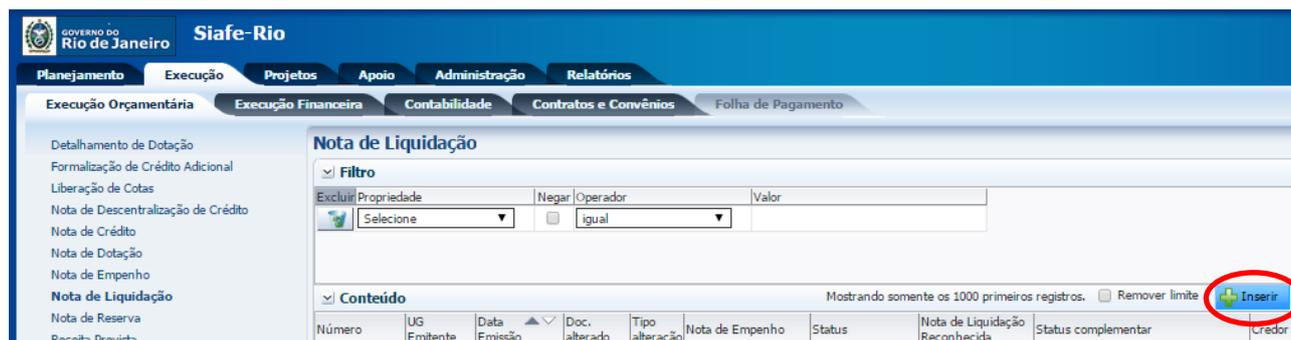 GOVERNO DO
Rio de Janeiro
Siafe-Rio
Planejamento Execução Projetos Apoio Administração Relatórios
Execução Orçamentária Execução Financeira Contabilidade Contratos e Convênios Folha de Pagamento
Detalhamento de Dotação
Formalização de Crédito Adicional
Liberação de Cotas
Nota de Descentralização de Crédito
Nota de Crédito
Nota de Dotação
Nota de Empenho
Nota de Liquidação
Nota de Reserva
Receita Prevista
Nota de Liquidação
Filtro
Excluir Propriedade Negar Operador Valor
Selecione igual
Conteúdo Mostrando somente os 1000 primeiros registros. Remover limite Inserir
Número UG Emitente Data Emissão Doc. alterado Tipo alteração Nota de Empenho Status Nota de Liquidação Reconhecida Status complementar Credor